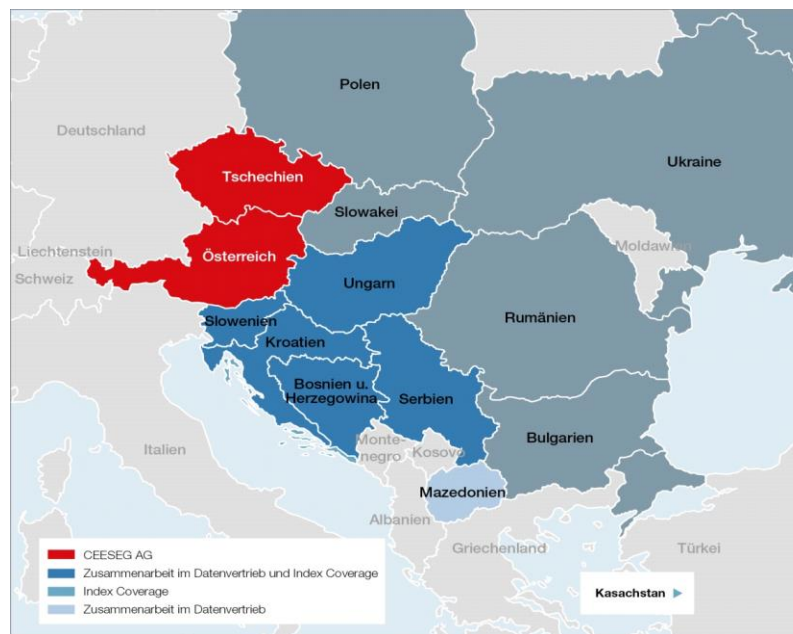 Polen
Deutschland
Ukraine
Tschechien
Slowakei
Moldawien
Liechtenstein
Österreich
Schweiz
Ungarn
Rumänien
Slowenien
Kroatien
Bosnien u.
Herzegowina
Serbien
Bulgarien
Italien
Monte-
negro
Kosovo
Mazedonien
Albanien
Griechenland
Türkei
CEESEG AG
Zusammenarbeit im Datenvertrieb und Index Coverage
Index Coverage
Zusammenarbeit im Datenvertrieb
Kasachstan